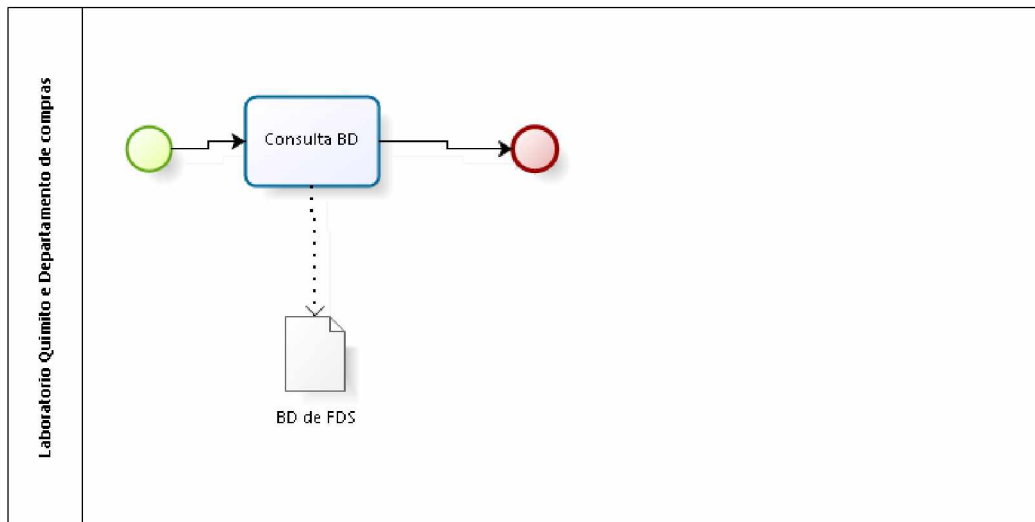 Laboratorio Quimito e Departamento de compras
Consulta BD
BD de FDS